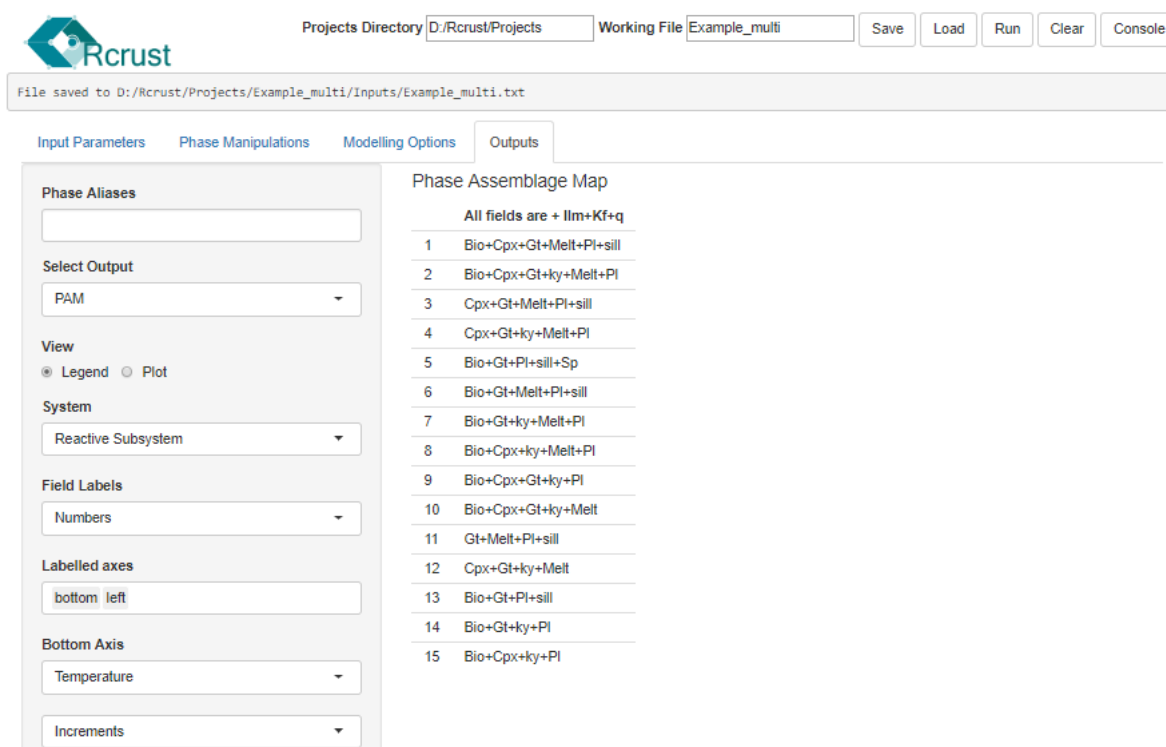 Projects Directory D:/Rcrust/Projects Working File Example_multi Save Load Run Clear Console
Rcrust
File saved to D:/Rcrust/Projects/Example_multi/Inputs/Example_multi.txt
Input Parameters Phase Manipulations Modelling Options Outputs
Phase Aliases
Select Output
PAM
View
Legend Plot
System
Reactive Subsystem
Field Labels
Numbers
Labelled axes
bottom left
Bottom Axis
Temperature
Increments
Phase Assemblage Map
All fields are + Ilm+Kf+q
1 Bio+Cpx+Gt+Melt+Pl+sill
2 Bio+Cpx+Gt+ky+Melt+Pl
3 Cpx+Gt+Melt+Pl+sill
4 Cpx+Gt+ky+Melt+Pl
5 Bio+Gt+Pl+sill+Sp
6 Bio+Gt+Melt+Pl+sill
7 Bio+Gt+ky+Melt+Pl
8 Bio+Cpx+ky+Melt+Pl
9 Bio+Cpx+Gt+ky+Pl
10 Bio+Cpx+Gt+ky+Melt
11 Gt+Melt+Pl+sill
12 Cpx+Gt+ky+Melt
13 Bio+Gt+Pl+sill
14 Bio+Gt+ky+Pl
15 Bio+Cpx+ky+Pl